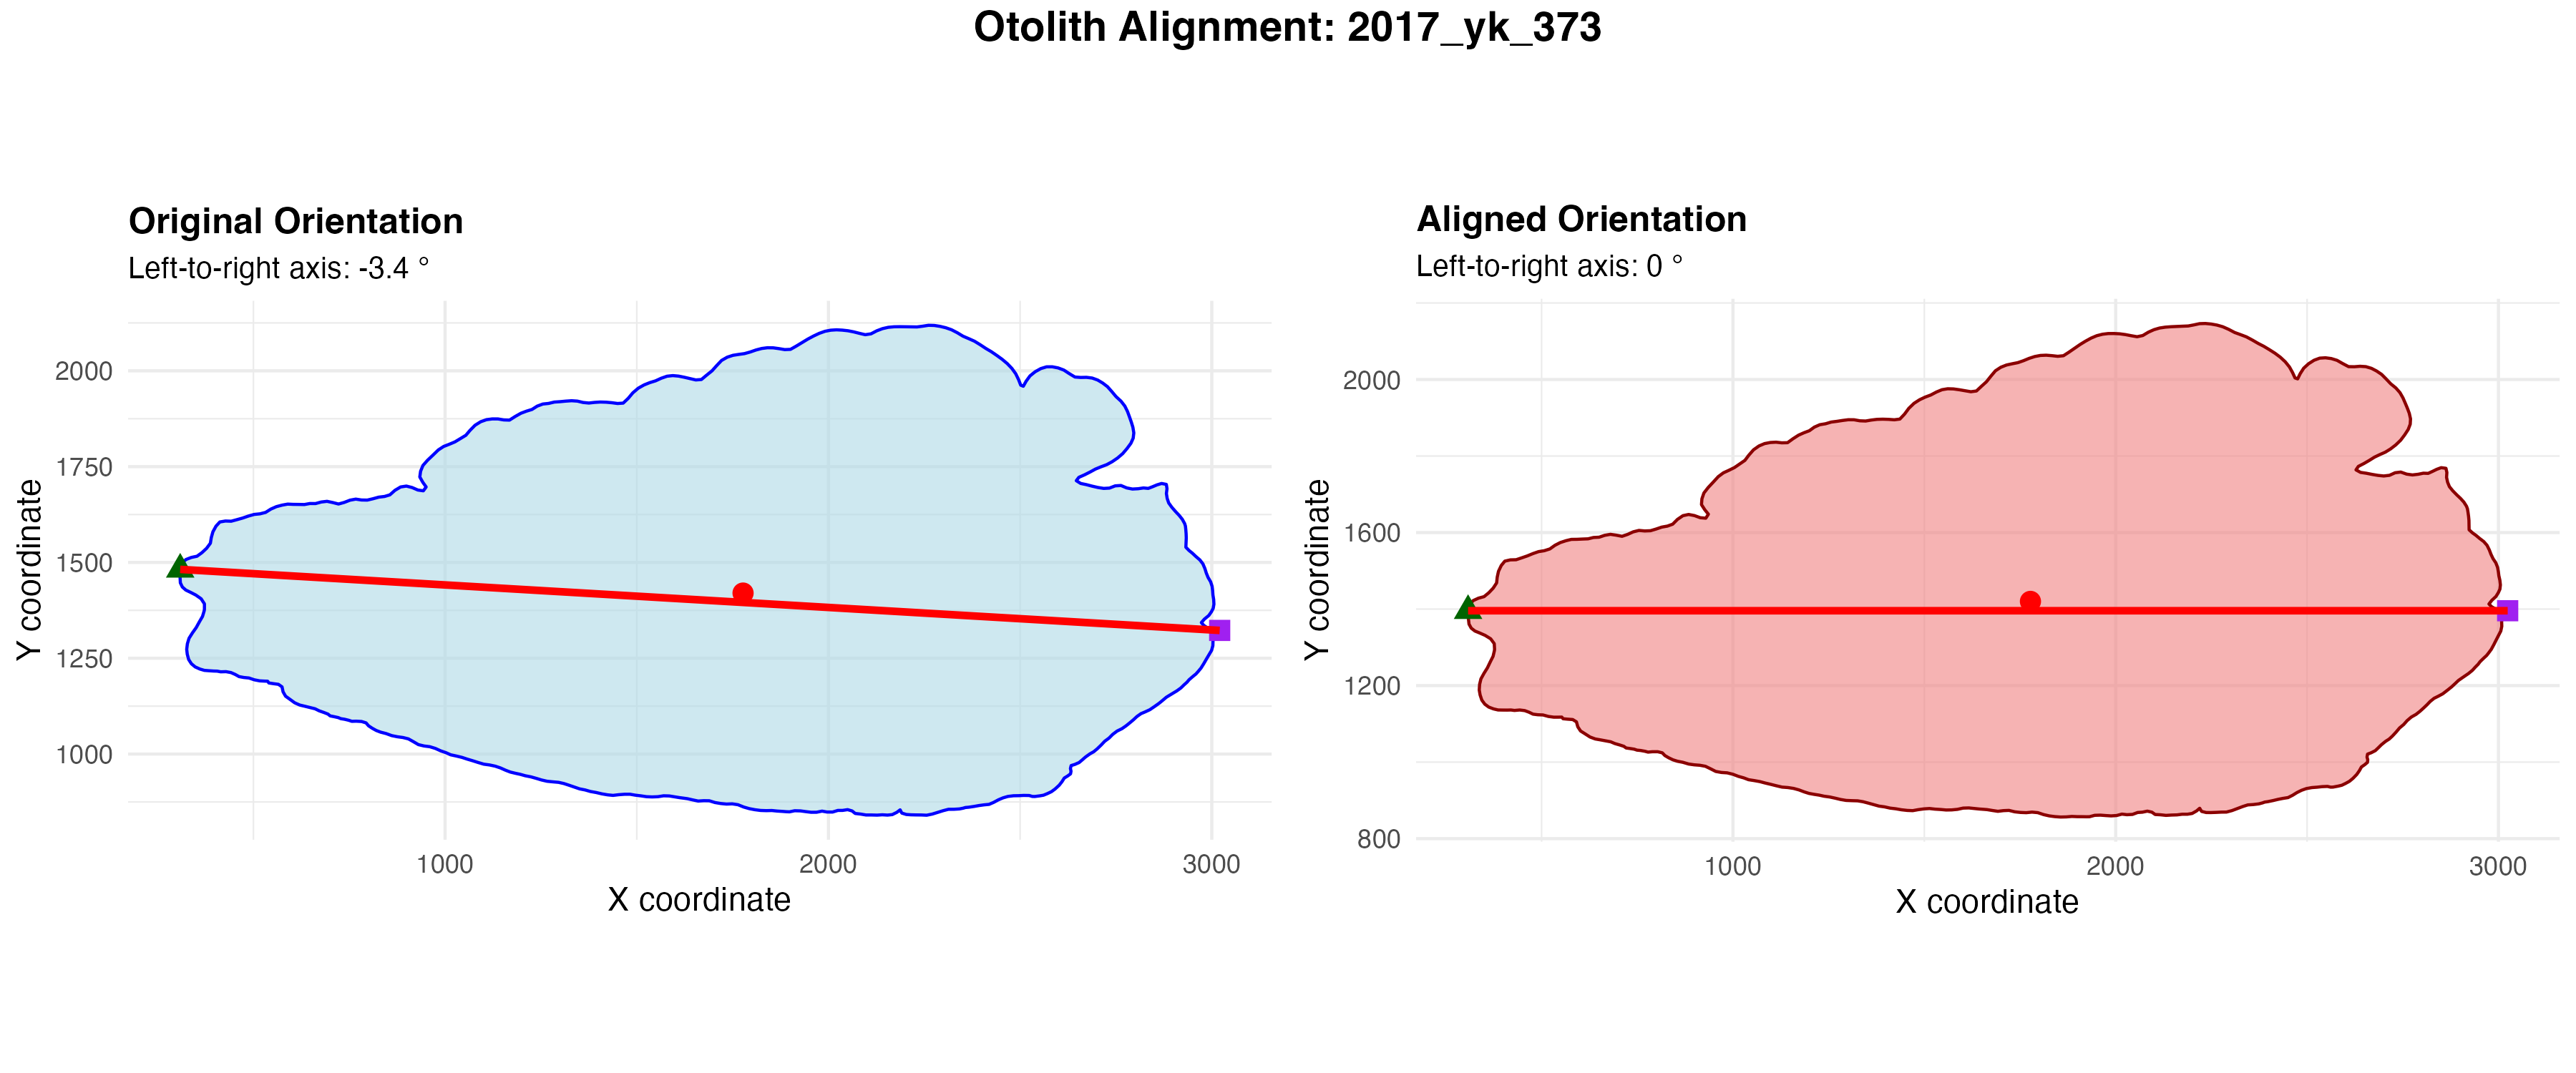 Otolith Alignment: 2017_yk_373
Original Orientation
Left-to-right axis: -3.4 °
2000
1750
1500
1250
1000
Y coordinate
1000 2000 3000
X coordinate
Aligned Orientation
Left-to-right axis: 0 °
2000
1600
1200
800
Y coordinate
1000 2000 3000
X coordinate